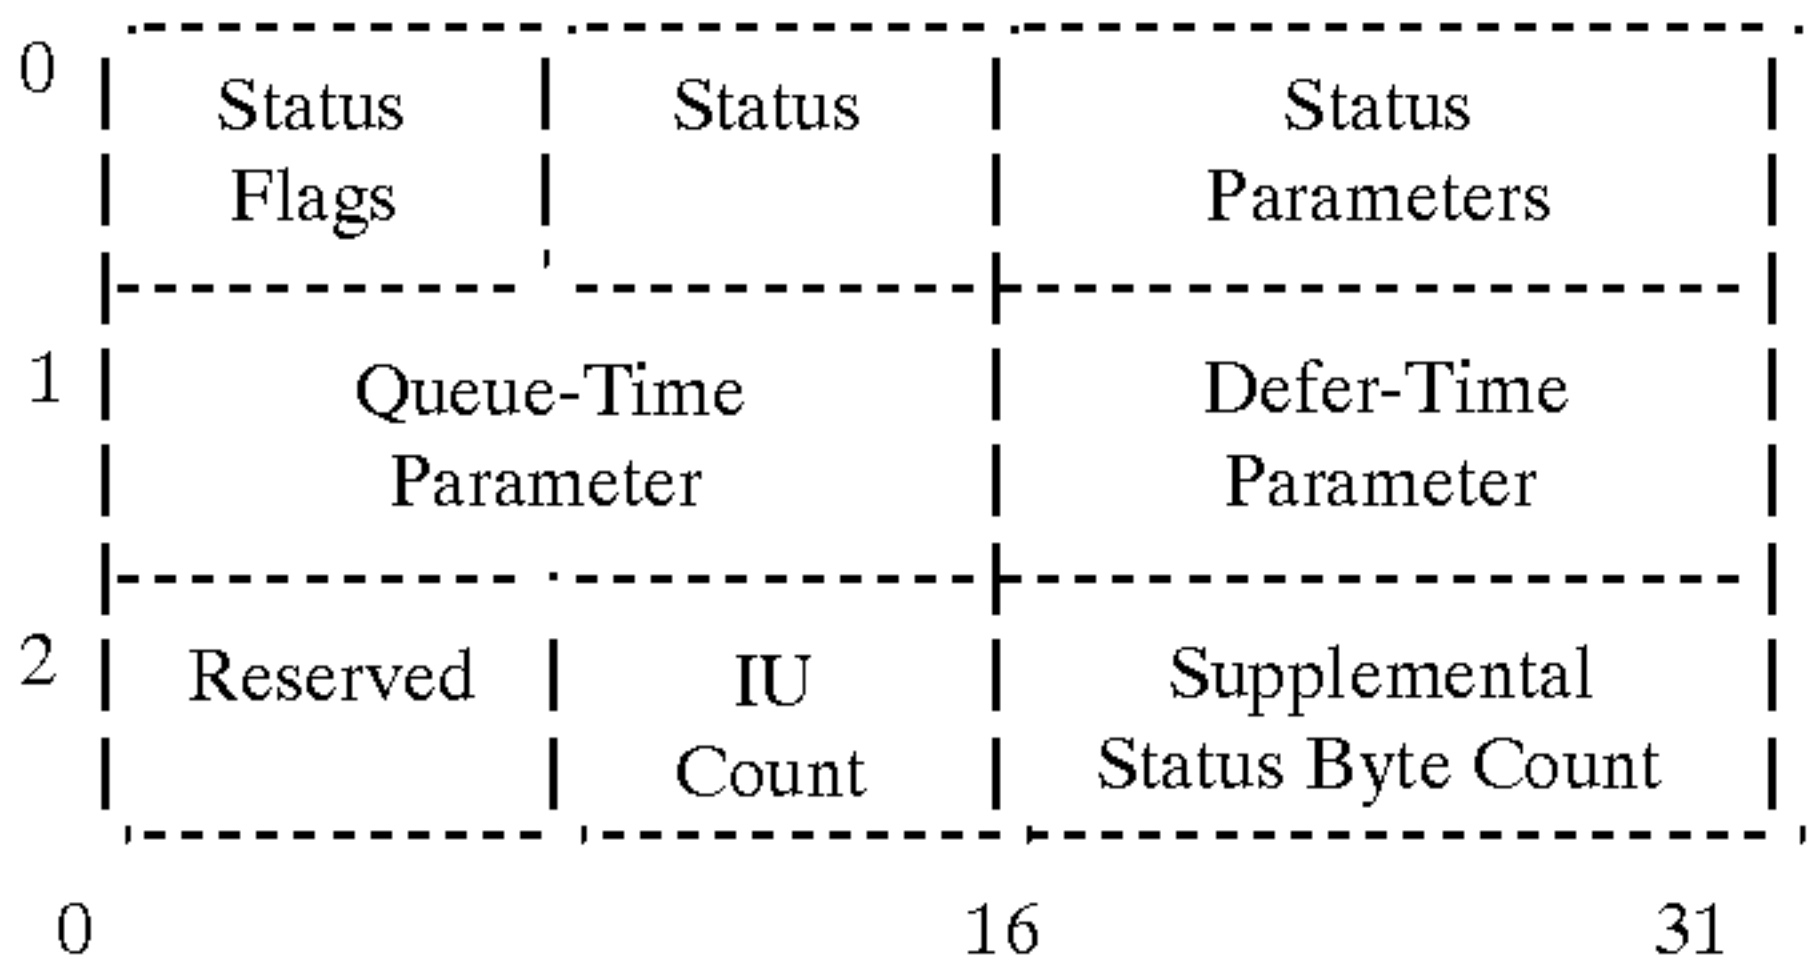 0
Status
Flags
Status
Status
Parameters
1
Queue-Time
Parameter
Defer-Time
Parameter
2
Reserved
IU
Count
Supplemental
Status Byte Count
0
16
31